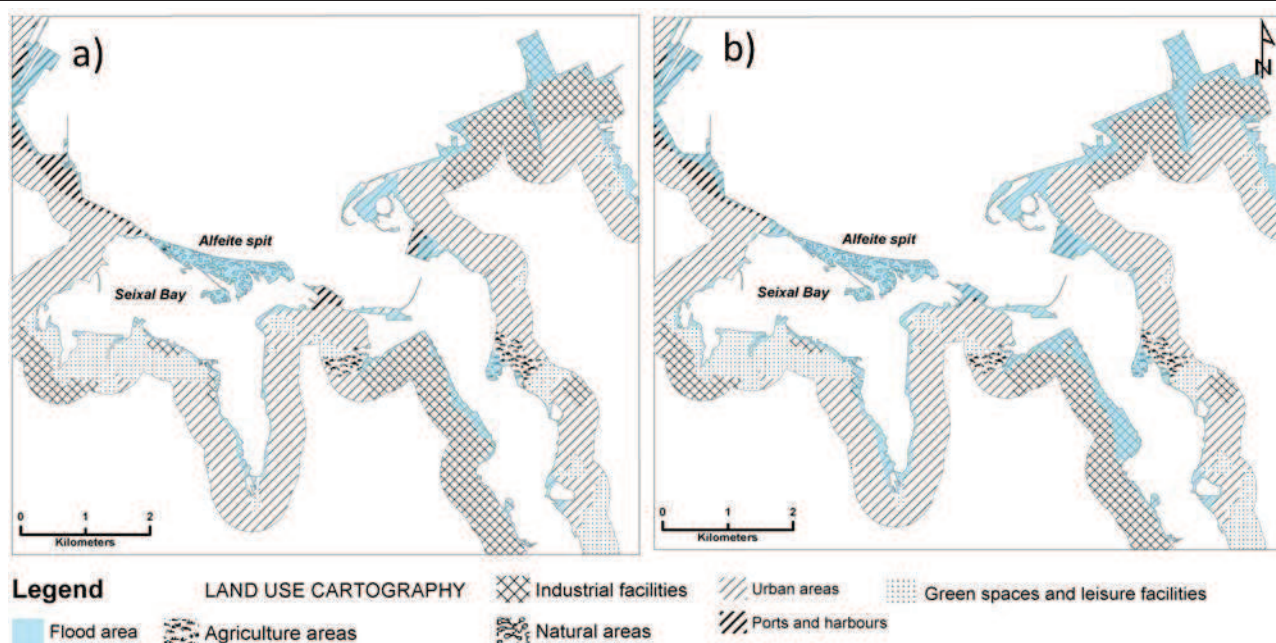 a)
Alfeite spit
Seixal Bay
0 1 2
Kilometers
b)
N
Alfeite spit
Seixal Bay
0 1 2
Kilometers
Legend
LAND USE CARTOGRAPHY
Industrial facilities
Urban areas
Green spaces and leisure facilities
Flood area
Agriculture areas
Natural areas
Ports and harbours